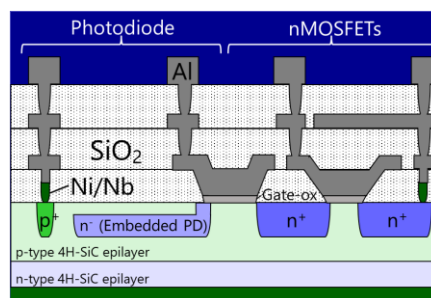 Photodiode
nMOSFETs
Al
SiO₂
Ni/Nb
Gate-ox
p⁺
n⁻ (Embedded PD)
n⁺
n⁺
p-type 4H-SiC epilayer
n-type 4H-SiC epilayer